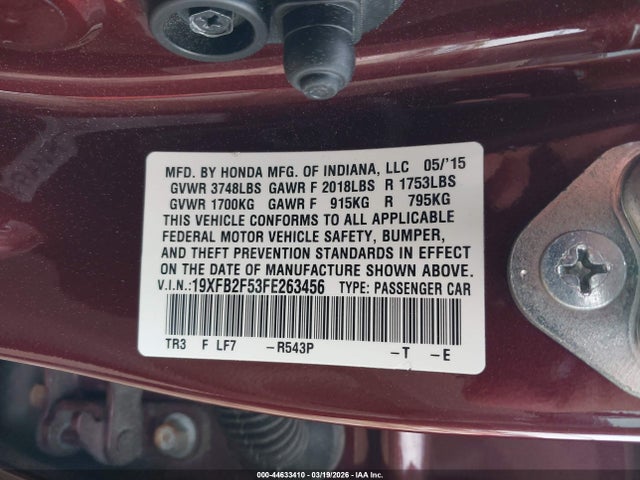 MFD. BY HONDA MFG. OF INDIANA, LLC 05/'15
GVWR 3748LBS GAWR F 2018LBS R 1753LBS
GVWR 1700KG GAWR F 915KG R 795KG
THIS VEHICLE CONFORMS TO ALL APPLICABLE
FEDERAL MOTOR VEHICLE SAFETY, BUMPER,
AND THEFT PREVENTION STANDARDS IN EFFECT
ON THE DATE OF MANUFACTURE SHOWN ABOVE.
V.I.N.:19XFB2F53FE263456 TYPE: PASSENGER CAR
TR3 F LF7 -R543P -T -E
000-44633410 - 03/19/2026 - IAA Inc.